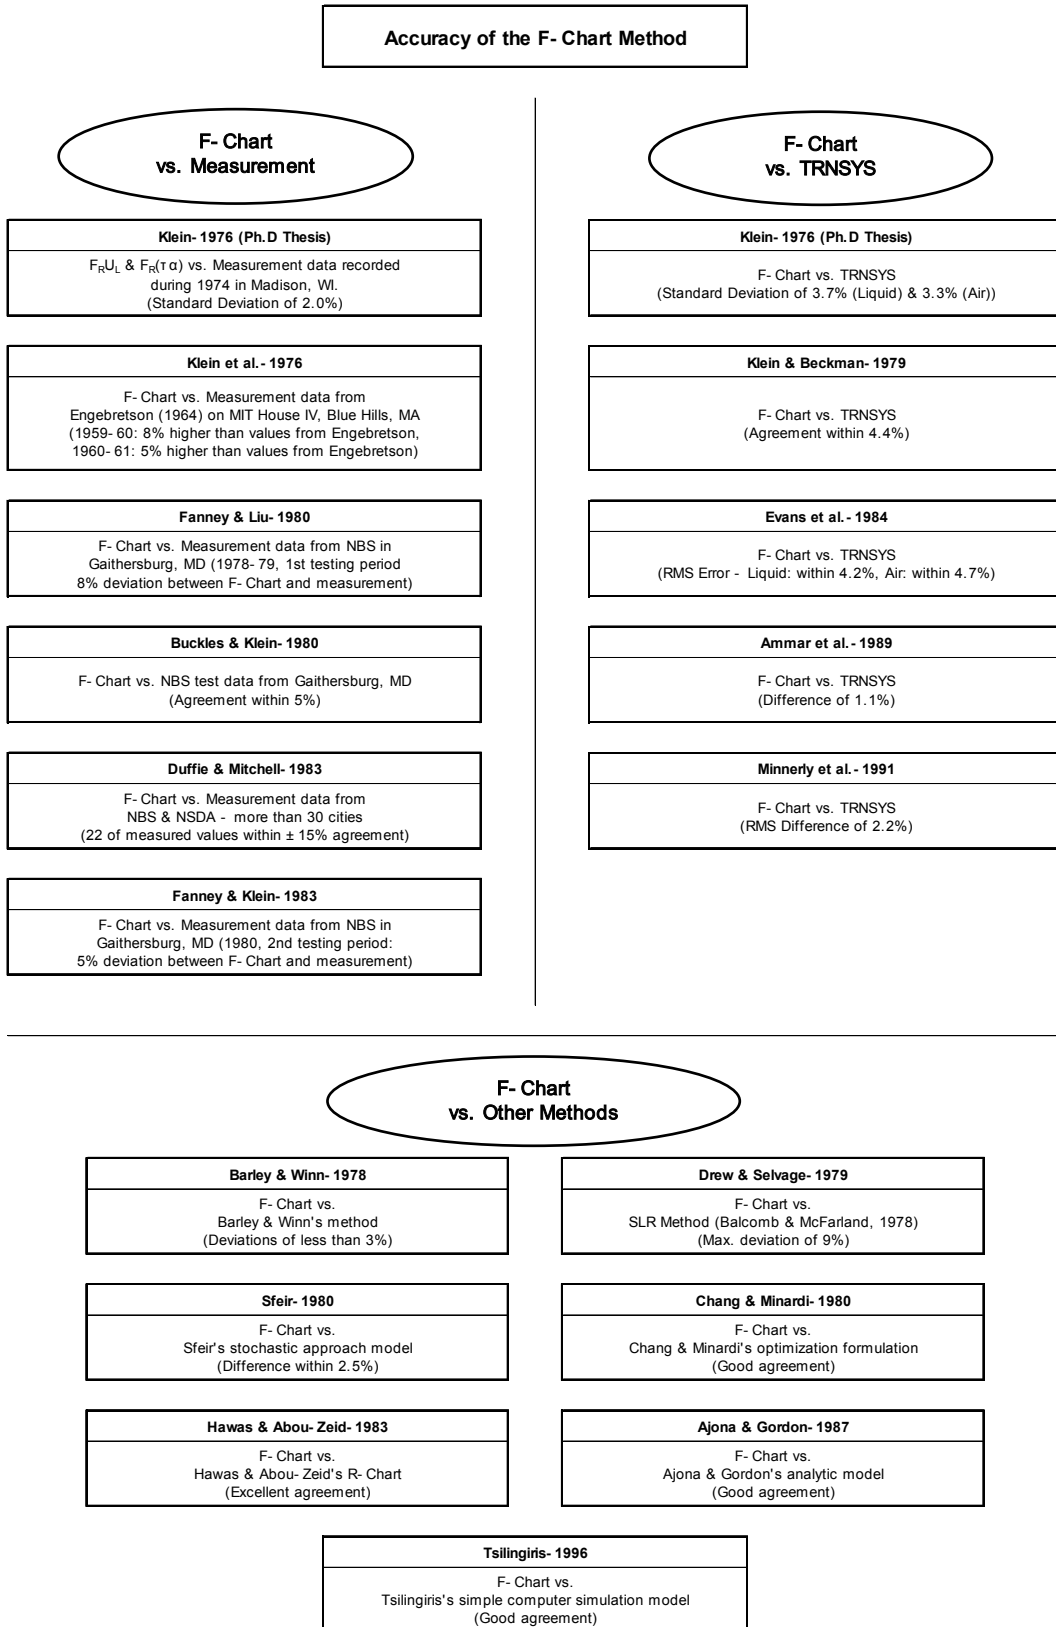 Accuracy of the F-Chart Method
F-Chart
vs. Measurement
Klein-1976 (Ph.D Thesis)
FRUL & FR(τα) vs. Measurement data recorded
during 1974 in Madison, WI.
(Standard Deviation of 2.0%)
Klein et al.-1976
F-Chart vs. Measurement data from
Engebretson (1964) on MIT House IV, Blue Hills, MA
(1959-60: 8% higher than values from Engebretson,
1960-61: 5% higher than values from Engebretson)
Fanney & Liu-1980
F-Chart vs. Measurement data from NBS in
Gaithersburg, MD (1978-79, 1st testing period
8% deviation between F-Chart and measurement)
Buckles & Klein-1980
F-Chart vs. NBS test data from Gaithersburg, MD
(Agreement within 5%)
Duffie & Mitchell-1983
F-Chart vs. Measurement data from
NBS & NSDA - more than 30 cities
(22 of measured values within ± 15% agreement)
Fanney & Klein-1983
F-Chart vs. Measurement data from NBS in
Gaithersburg, MD (1980, 2nd testing period:
5% deviation between F-Chart and measurement)
F-Chart
vs. TRNSYS
Klein-1976 (Ph.D Thesis)
F-Chart vs. TRNSYS
(Standard Deviation of 3.7% (Liquid) & 3.3% (Air))
Klein & Beckman-1979
F-Chart vs. TRNSYS
(Agreement within 4.4%)
Evans et al.-1984
F-Chart vs. TRNSYS
(RMS Error - Liquid: within 4.2%, Air: within 4.7%)
Ammar et al.-1989
F-Chart vs. TRNSYS
(Difference of 1.1%)
Minnerly et al.-1991
F-Chart vs. TRNSYS
(RMS Difference of 2.2%)
F-Chart
vs. Other Methods
Barley & Winn-1978
F-Chart vs.
Barley & Winn's method
(Deviations of less than 3%)
Drew & Selvage-1979
F-Chart vs.
SLR Method (Balcomb & McFarland, 1978)
(Max. deviation of 9%)
Sfeir-1980
F-Chart vs.
Sfeir's stochastic approach model
(Difference within 2.5%)
Chang & Minardi-1980
F-Chart vs.
Chang & Minardi's optimization formulation
(Good agreement)
Hawas & Abou-Zeid-1983
F-Chart vs.
Hawas & Abou-Zeid's R-Chart
(Excellent agreement)
Ajona & Gordon-1987
F-Chart vs.
Ajona & Gordon's analytic model
(Good agreement)
Tsilingiris-1996
F-Chart vs.
Tsilingiris's simple computer simulation model
(Good agreement)